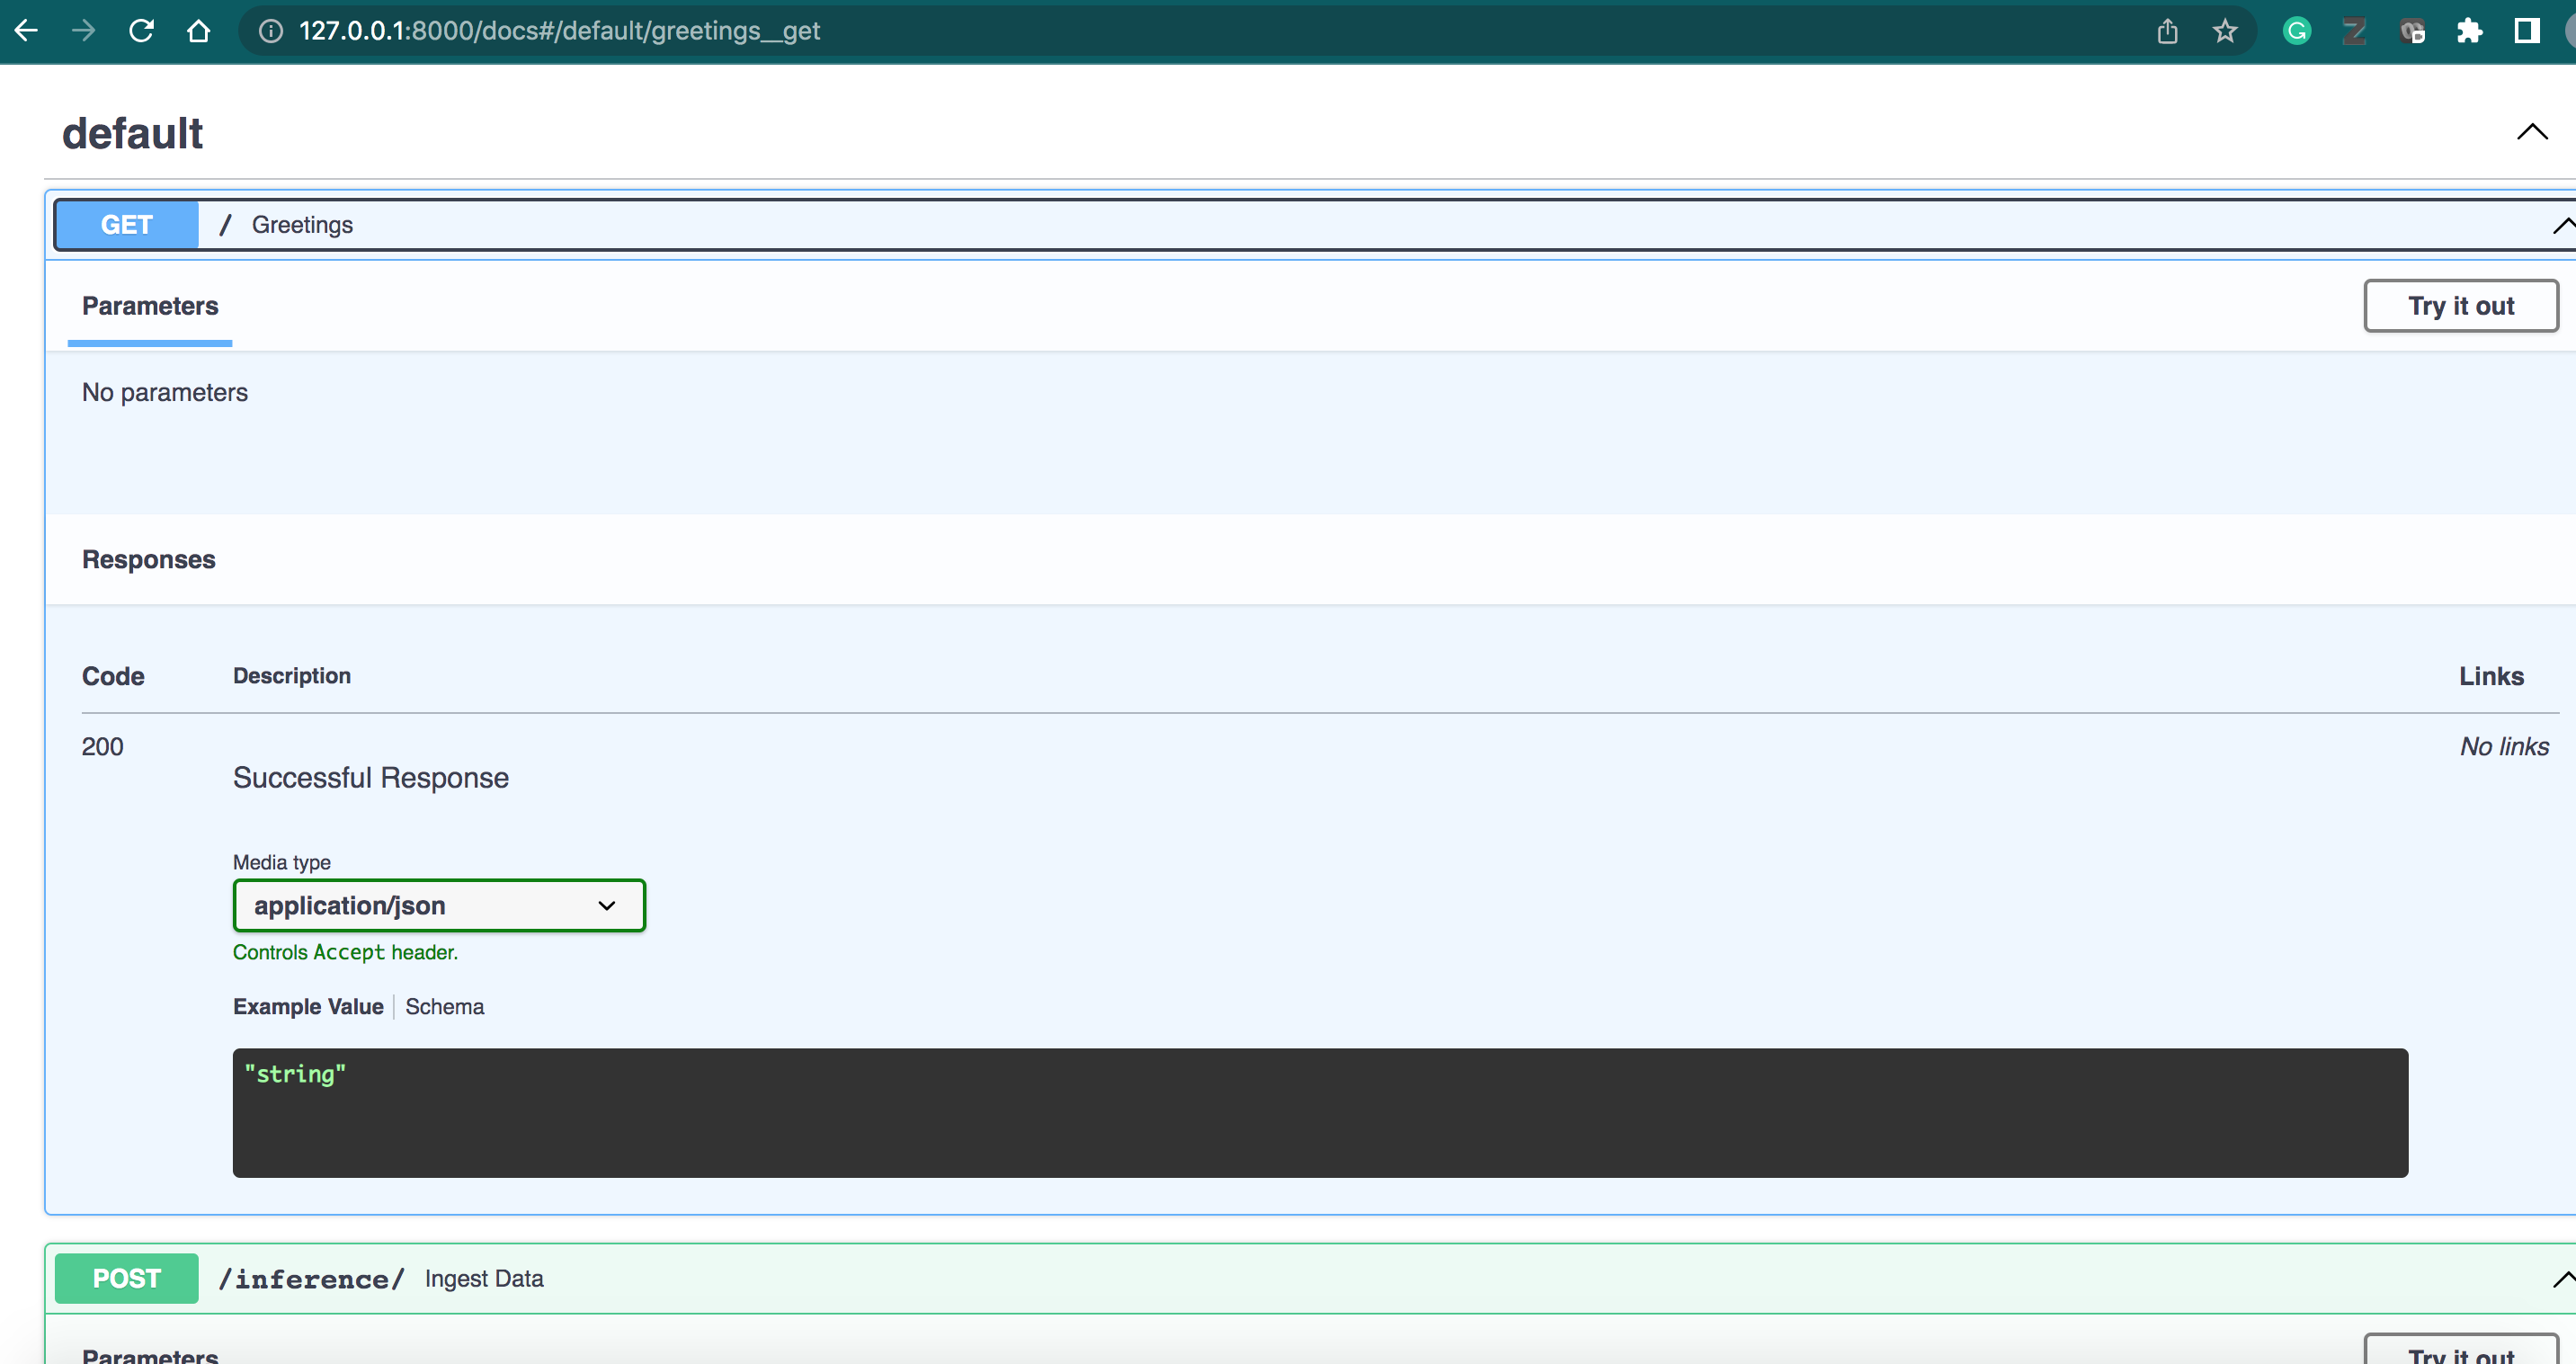 127.0.0.1:8000/docs#/default/greetings__get
default
GET / Greetings
Parameters
Try it out
No parameters
Responses
Code Description Links
200 No links
Successful Response
Media type
application/json
Controls Accept header.
Example Value Schema
"string"
POST /inference/ Ingest Data
Parameters
Try it out